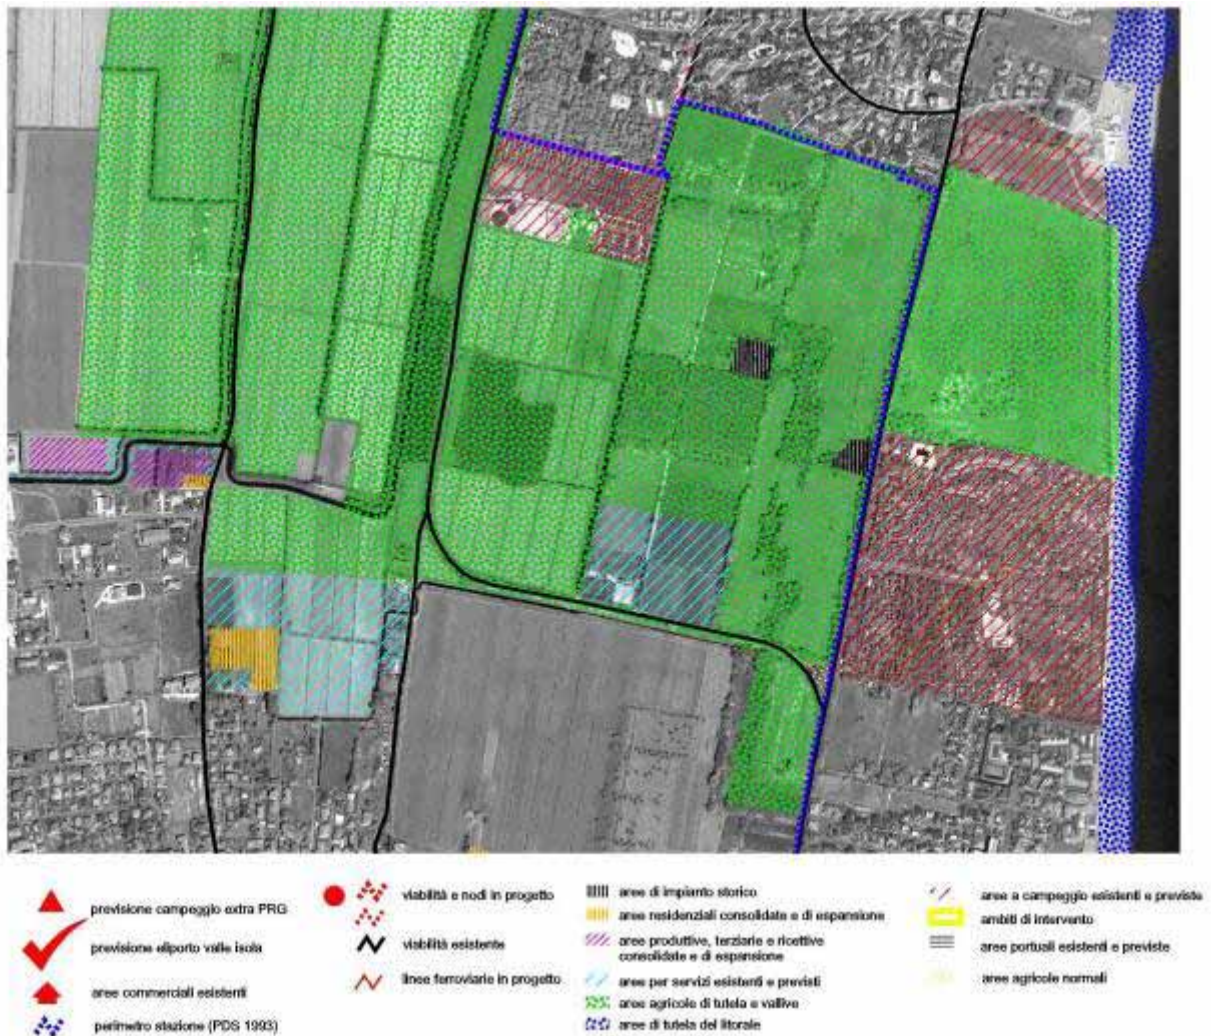 previsione campeggio extra PRG
previsione eliporto valle isola
aree commerciali esistenti
perimetro stazione (PDS 1993)
viabilità e nodi in progetto
viabilità esistente
linee ferroviarie in progetto
aree di impianto storico
aree residenziali consolidate e di espansione
aree produttive, terziarie e ricettive
consolidate e di espansione
aree per servizi esistenti e previsti
aree agricole di tutela e vallive
aree di tutela del litorale
aree a campeggio esistenti e previste
ambiti di intervento
aree portuali esistenti e previste
aree agricole normali